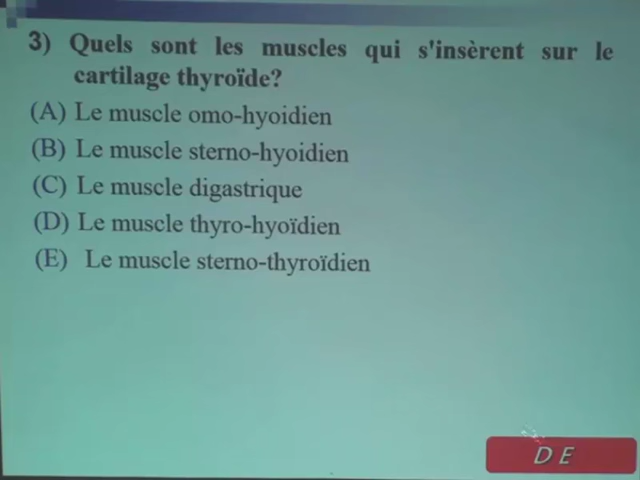 3) Quels sont les muscles qui s'insèrent sur le
cartilage thyroïde?
(A) Le muscle omo-hyoidien
(B) Le muscle sterno-hyoidien
(C) Le muscle digastrique
(D) Le muscle thyro-hyoïdien
(E) Le muscle sterno-thyroïdien
D E